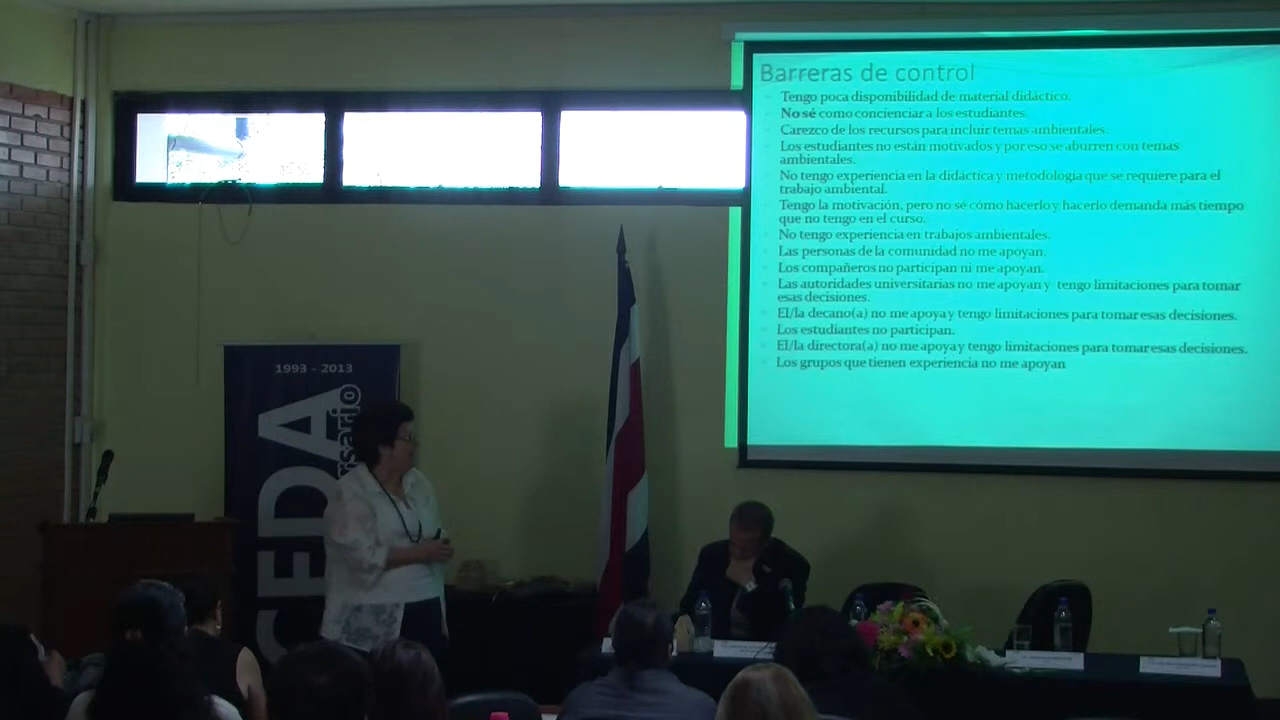 Barreras de control
Tengo poca disponibilidad de material didáctico.
No sé como concienciar a los estudiantes.
Carezco de los recursos para incluir temas ambientales.
Los estudiantes no están motivados y por eso se aburren con temas
ambientales.
No tengo experiencia en la didáctica y metodología que se requiere para el
trabajo ambiental.
Tengo la motivación, pero no sé cómo hacerlo y hacerlo demanda más tiempo
que no tengo en el curso.
No tengo experiencia en trabajos ambientales.
Las personas de la comunidad no me apoyan.
Los compañeros no participan ni me apoyan.
Las autoridades universitarias no me apoyan y tengo limitaciones para tomar
esas decisiones.
El/la decano(a) no me apoya y tengo limitaciones para tomar esas decisiones.
Los estudiantes no participan.
El/la directora(a) no me apoya y tengo limitaciones para tomar esas decisiones.
Los grupos que tienen experiencia no me apoyan
1993 - 2013
CEDA